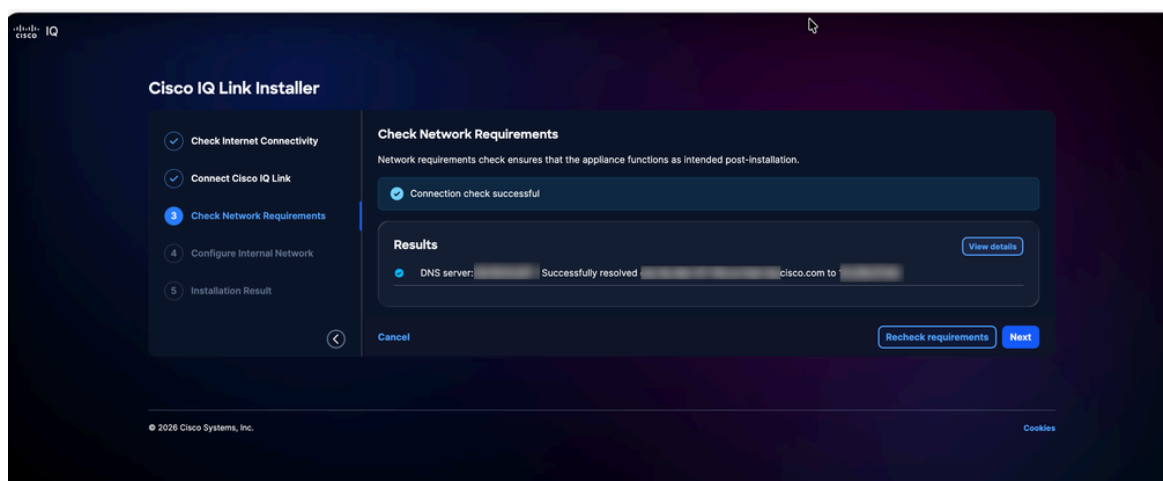 cisco IQ
Cisco IQ Link Installer
Check Internet Connectivity
Connect Cisco IQ Link
3 Check Network Requirements
4 Configure Internal Network
5 Installation Result
Check Network Requirements
Network requirements check ensures that the appliance functions as intended post-installation.
Connection check successful
Results
View details
DNS server: Successfully resolved cisco.com to
Cancel
Recheck requirements
Next
© 2026 Cisco Systems, Inc.
Cookies